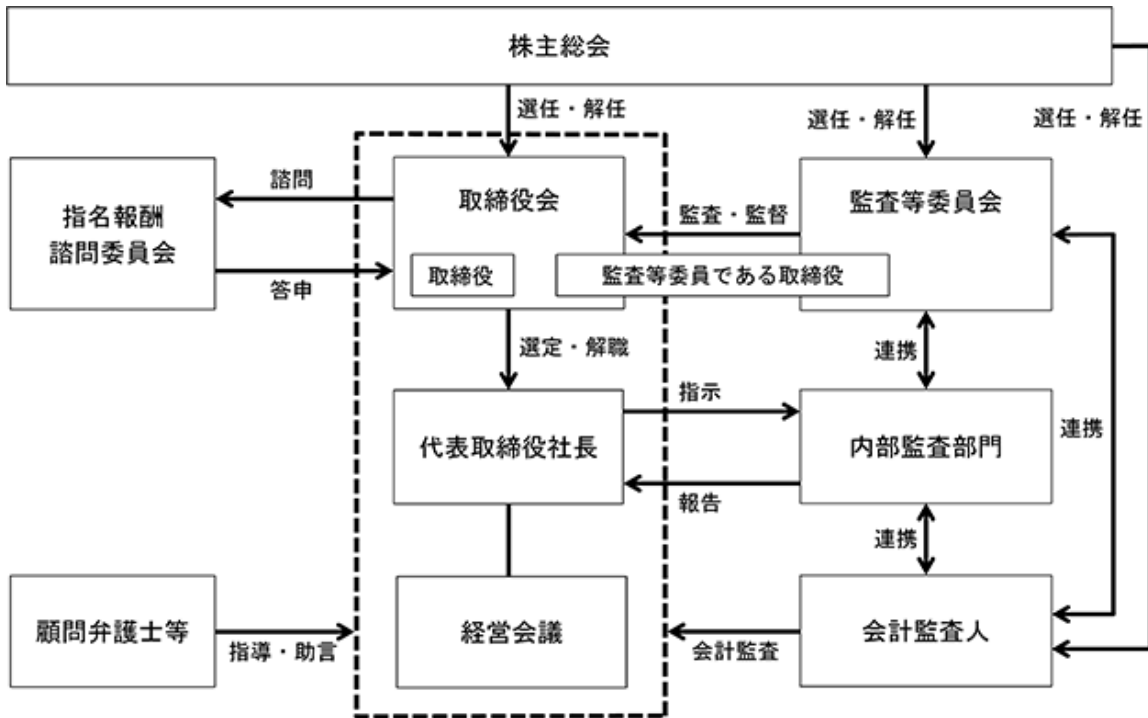 株主総会
選任・解任
選任・解任
選任・解任
指名報酬
諮問委員会
諮問
答申
取締役会
取締役
監査等委員である取締役
監査・監督
監査等委員会
選定・解職
連携
代表取締役社長
指示
報告
内部監査部門
連携
連携
顧問弁護士等
指導・助言
経営会議
会計監査
会計監査人